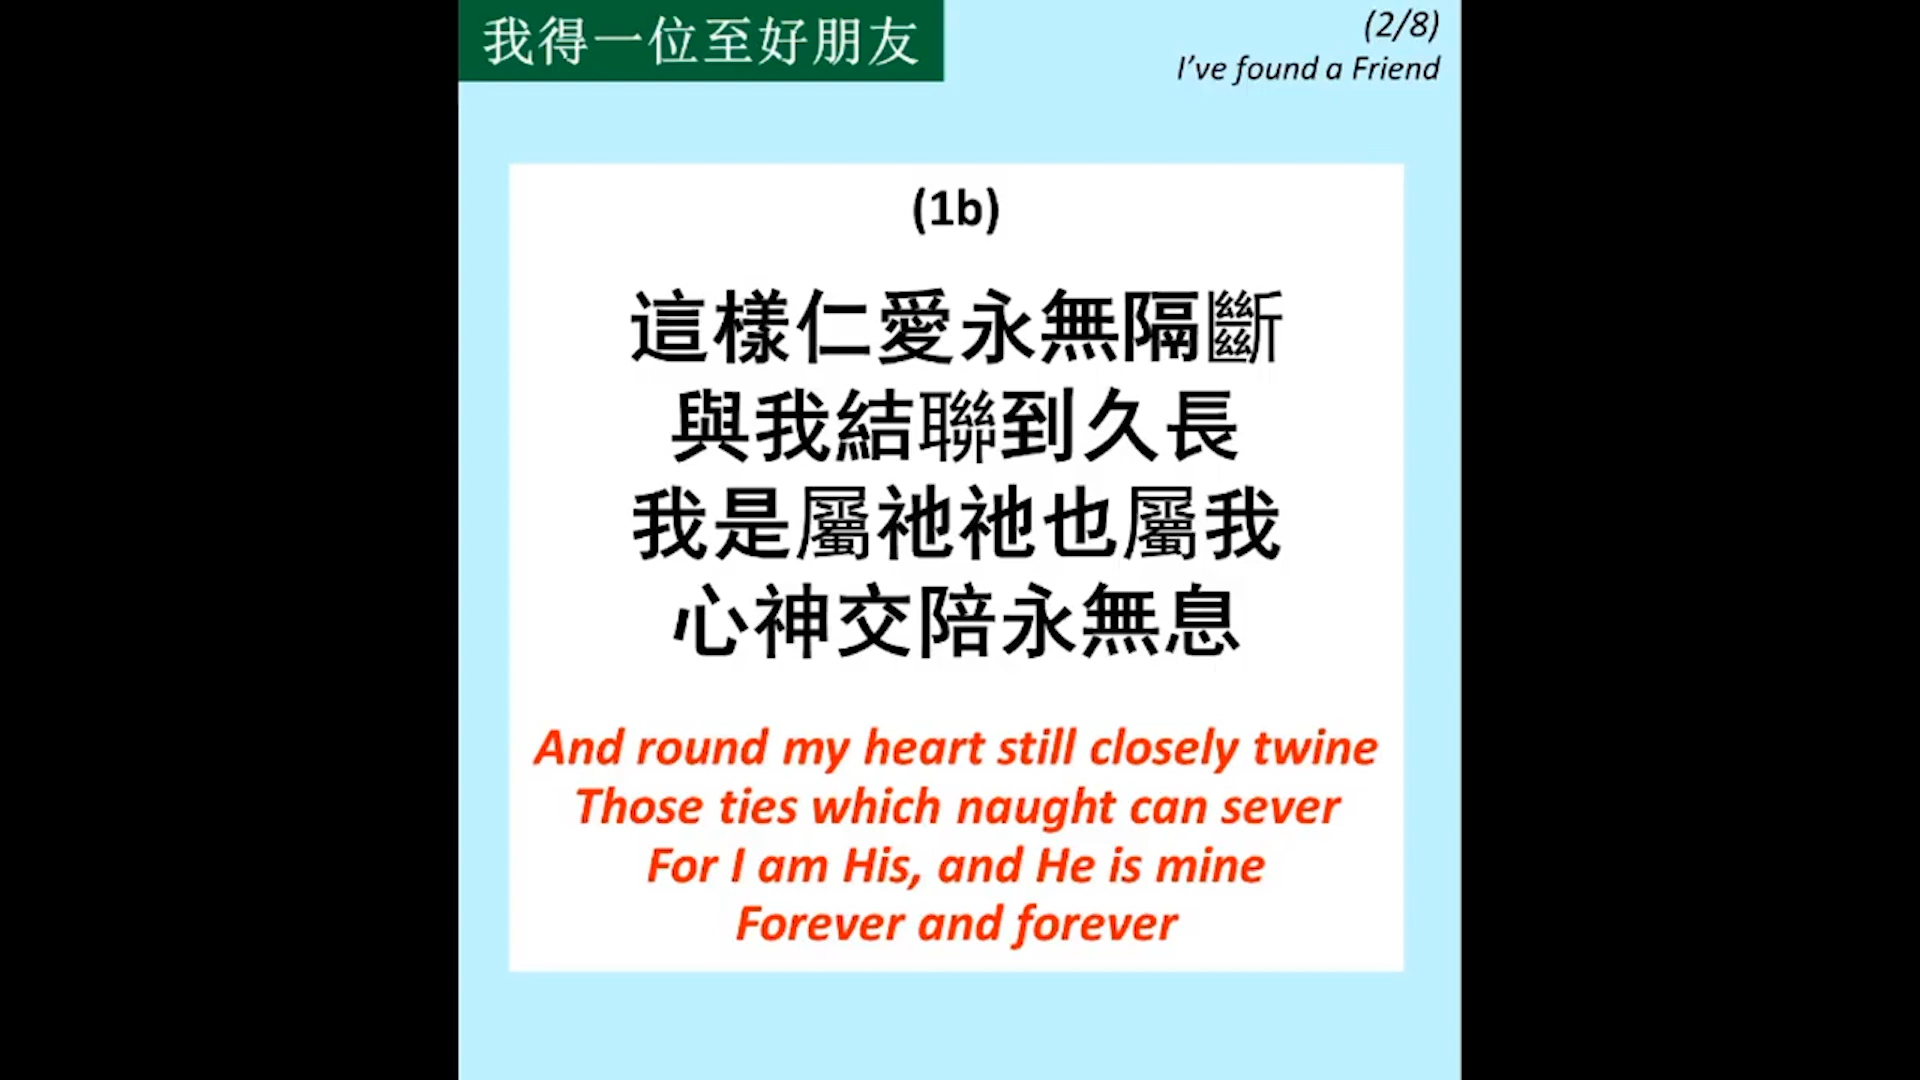 我得一位至好朋友
(2/8)
I've found a Friend
(1b)
這樣仁愛永無隔斷
與我結聯到久長
我是屬祂祂也屬我
心神交陪永無息
And round my heart still closely twine
Those ties which naught can sever
For I am His, and He is mine
Forever and forever